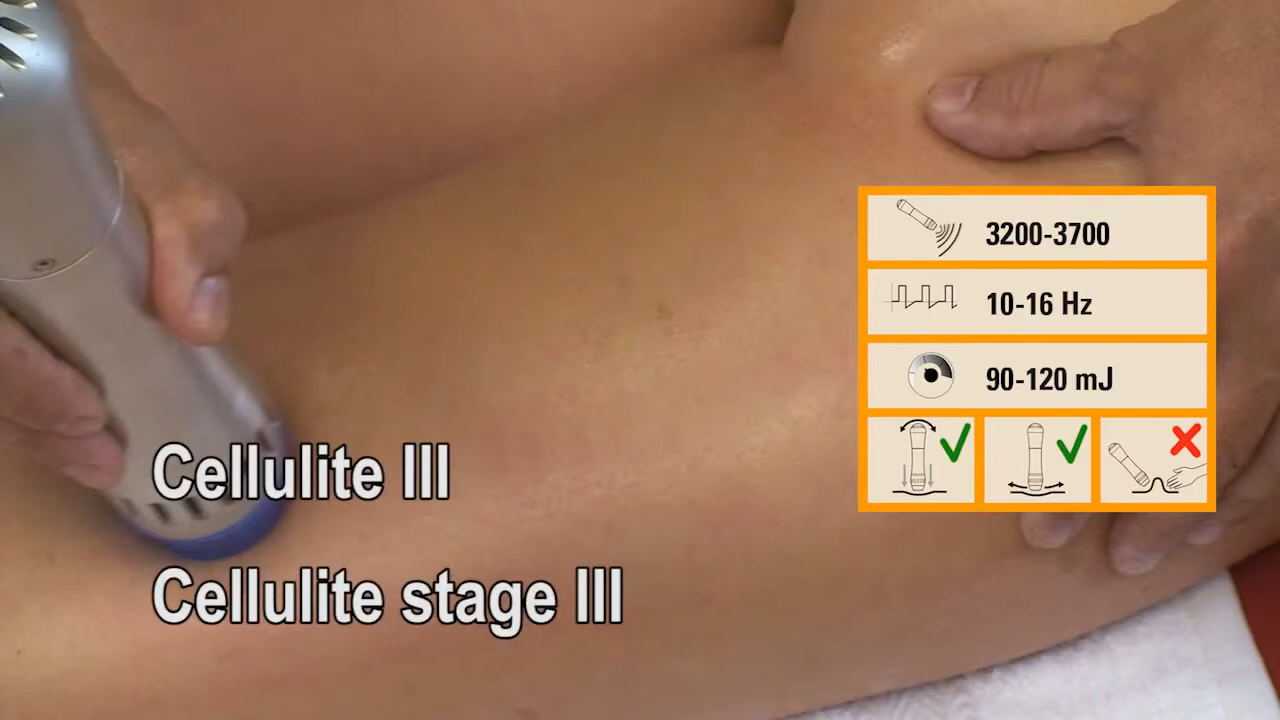 3200-3700
10-16 Hz
90-120 mJ
Cellulite III
Cellulite stage III